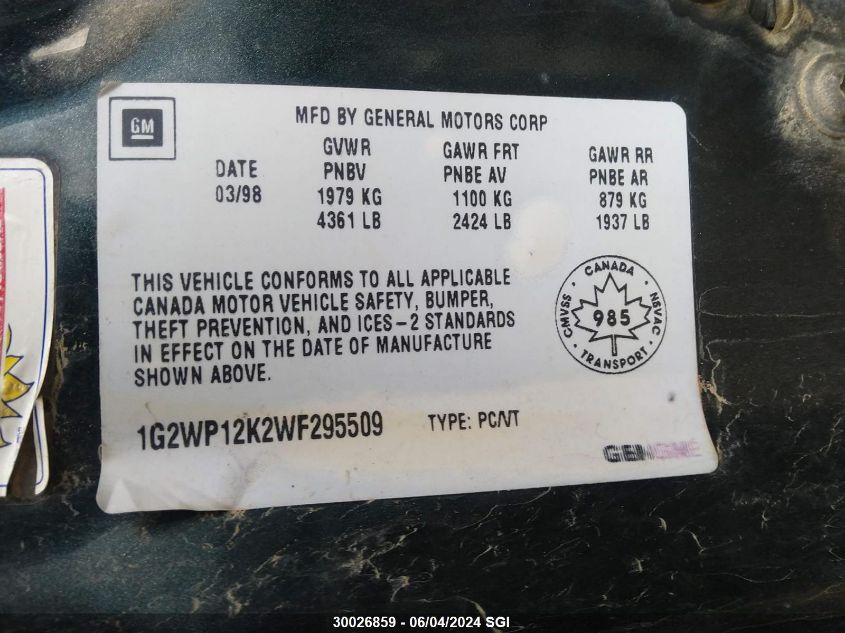 GM
MFD BY GENERAL MOTORS CORP
DATE
03/98
GVWR
PNBV
1979 KG
4361 LB
GAWR FRT
PNBE AV
1100 KG
2424 LB
GAWR RR
PNBE AR
879 KG
1937 LB
THIS VEHICLE CONFORMS TO ALL APPLICABLE
CANADA MOTOR VEHICLE SAFETY, BUMPER,
THEFT PREVENTION, AND ICES-2 STANDARDS
IN EFFECT ON THE DATE OF MANUFACTURE
SHOWN ABOVE.
CANADA
CMVSS
985
NSVAC
TRANSPORT
1G2WP12K2WF295509
TYPE: PC/VT
30026859 - 06/04/2024 SGI